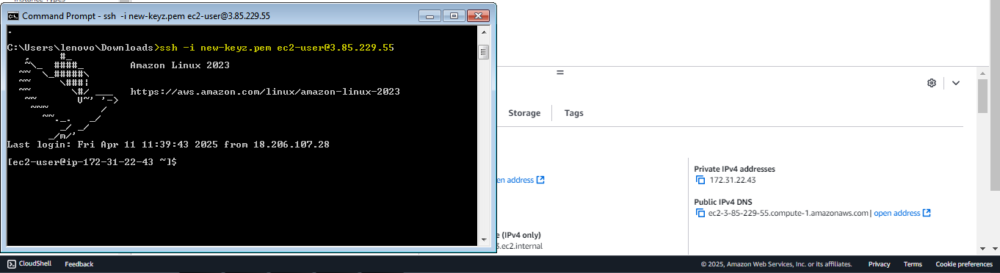 Instance Types
Command Prompt - ssh -i new-keyz.pem ec2-user@3.85.229.55
C:\Users\lenovo\Downloads>ssh -i new-keyz.pem ec2-user@3.85.229.55
Amazon Linux 2023
https://aws.amazon.com/linux/amazon-linux-2023
Last login: Fri Apr 11 11:39:43 2025 from 18.206.107.28
[ec2-user@ip-172-31-22-43 ~]$
Storage
Tags
open address
Private IPv4 addresses
172.31.22.43
Public IPv4 DNS
ec2-3-85-229-55.compute-1.amazonaws.com | open address
(IPv4 only)
.ec2.internal
CloudShell
Feedback
© 2025, Amazon Web Services, Inc. or its affiliates.
Privacy
Terms
Cookie preferences